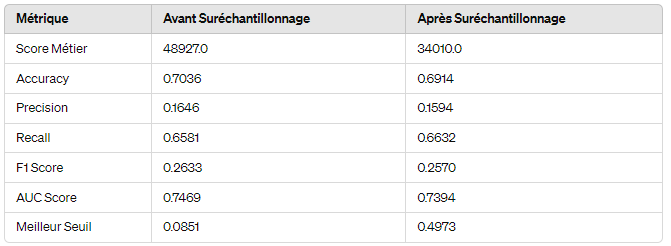 Métrique Avant Suréchantillonnage Après Suréchantillonnage
Score Métier 48927.0 34010.0
Accuracy 0.7036 0.6914
Precision 0.1646 0.1594
Recall 0.6581 0.6632
F1 Score 0.2633 0.2570
AUC Score 0.7469 0.7394
Meilleur Seuil 0.0851 0.4973